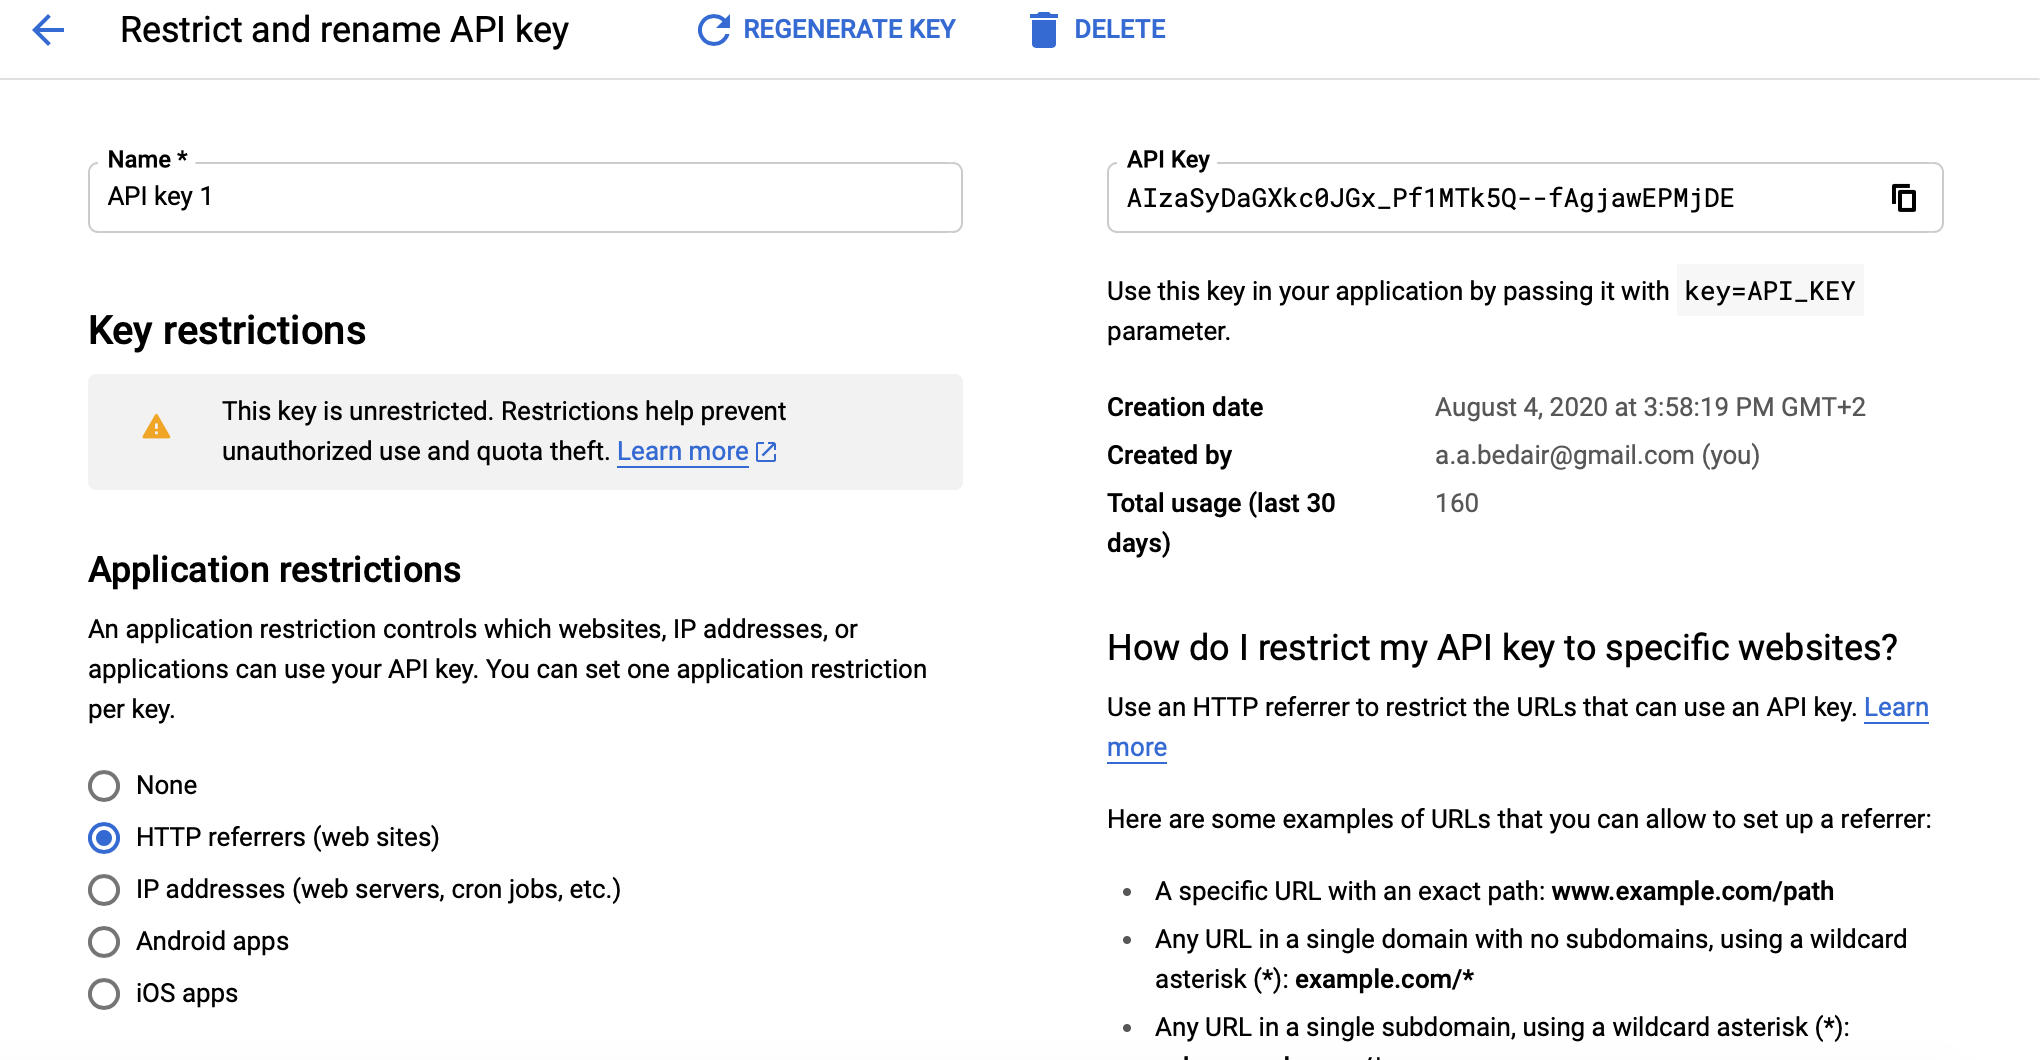 Restrict and rename API key
REGENERATE KEY
DELETE
Name *
API key 1
Key restrictions
This key is unrestricted. Restrictions help prevent
unauthorized use and quota theft. Learn more
Application restrictions
An application restriction controls which websites, IP addresses, or
applications can use your API key. You can set one application restriction
per key.
None
HTTP referrers (web sites)
IP addresses (web servers, cron jobs, etc.)
Android apps
iOS apps
API Key
AIzaSyDaGXkc0JGx_Pf1MTk5Q--fAgjawEPMjDE
Use this key in your application by passing it with key=API_KEY
parameter.
Creation date August 4, 2020 at 3:58:19 PM GMT+2
Created by a.a.bedair@gmail.com (you)
Total usage (last 30 160
days)
How do I restrict my API key to specific websites?
Use an HTTP referrer to restrict the URLs that can use an API key. Learn
more
Here are some examples of URLs that you can allow to set up a referrer:
• A specific URL with an exact path: www.example.com/path
• Any URL in a single domain with no subdomains, using a wildcard
asterisk (*): example.com/*
• Any URL in a single subdomain, using a wildcard asterisk (*):